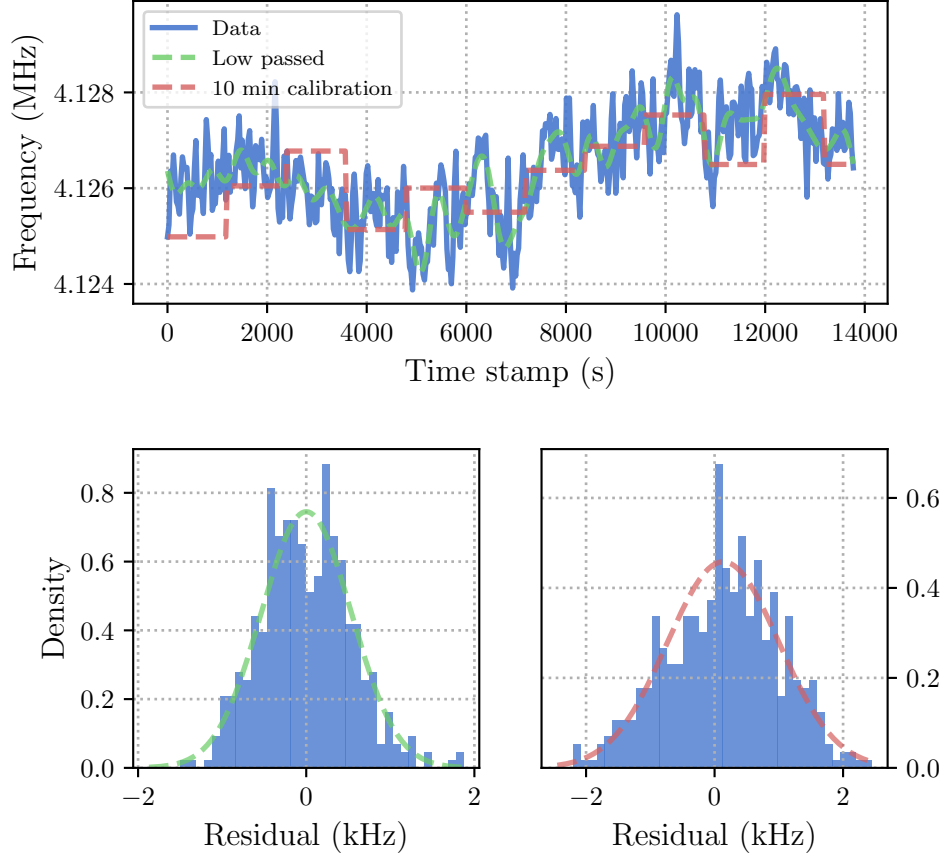 Frequency (MHz)
4.128
4.126
4.124
Data
Low passed
10 min calibration
0 2000 4000 6000 8000 10000 12000 14000
Time stamp (s)
Density
0.8
0.6
0.4
0.2
0.0
−2 0 2
Residual (kHz)
0.6
0.4
0.2
0.0
−2 0 2
Residual (kHz)